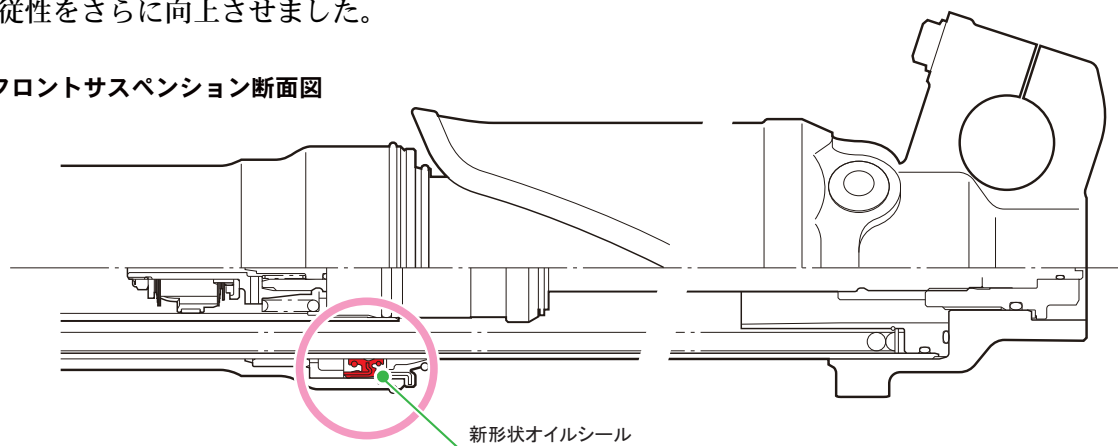 従性をさらに向上させました。
フロントサスペンション断面図
新形状オイルシール